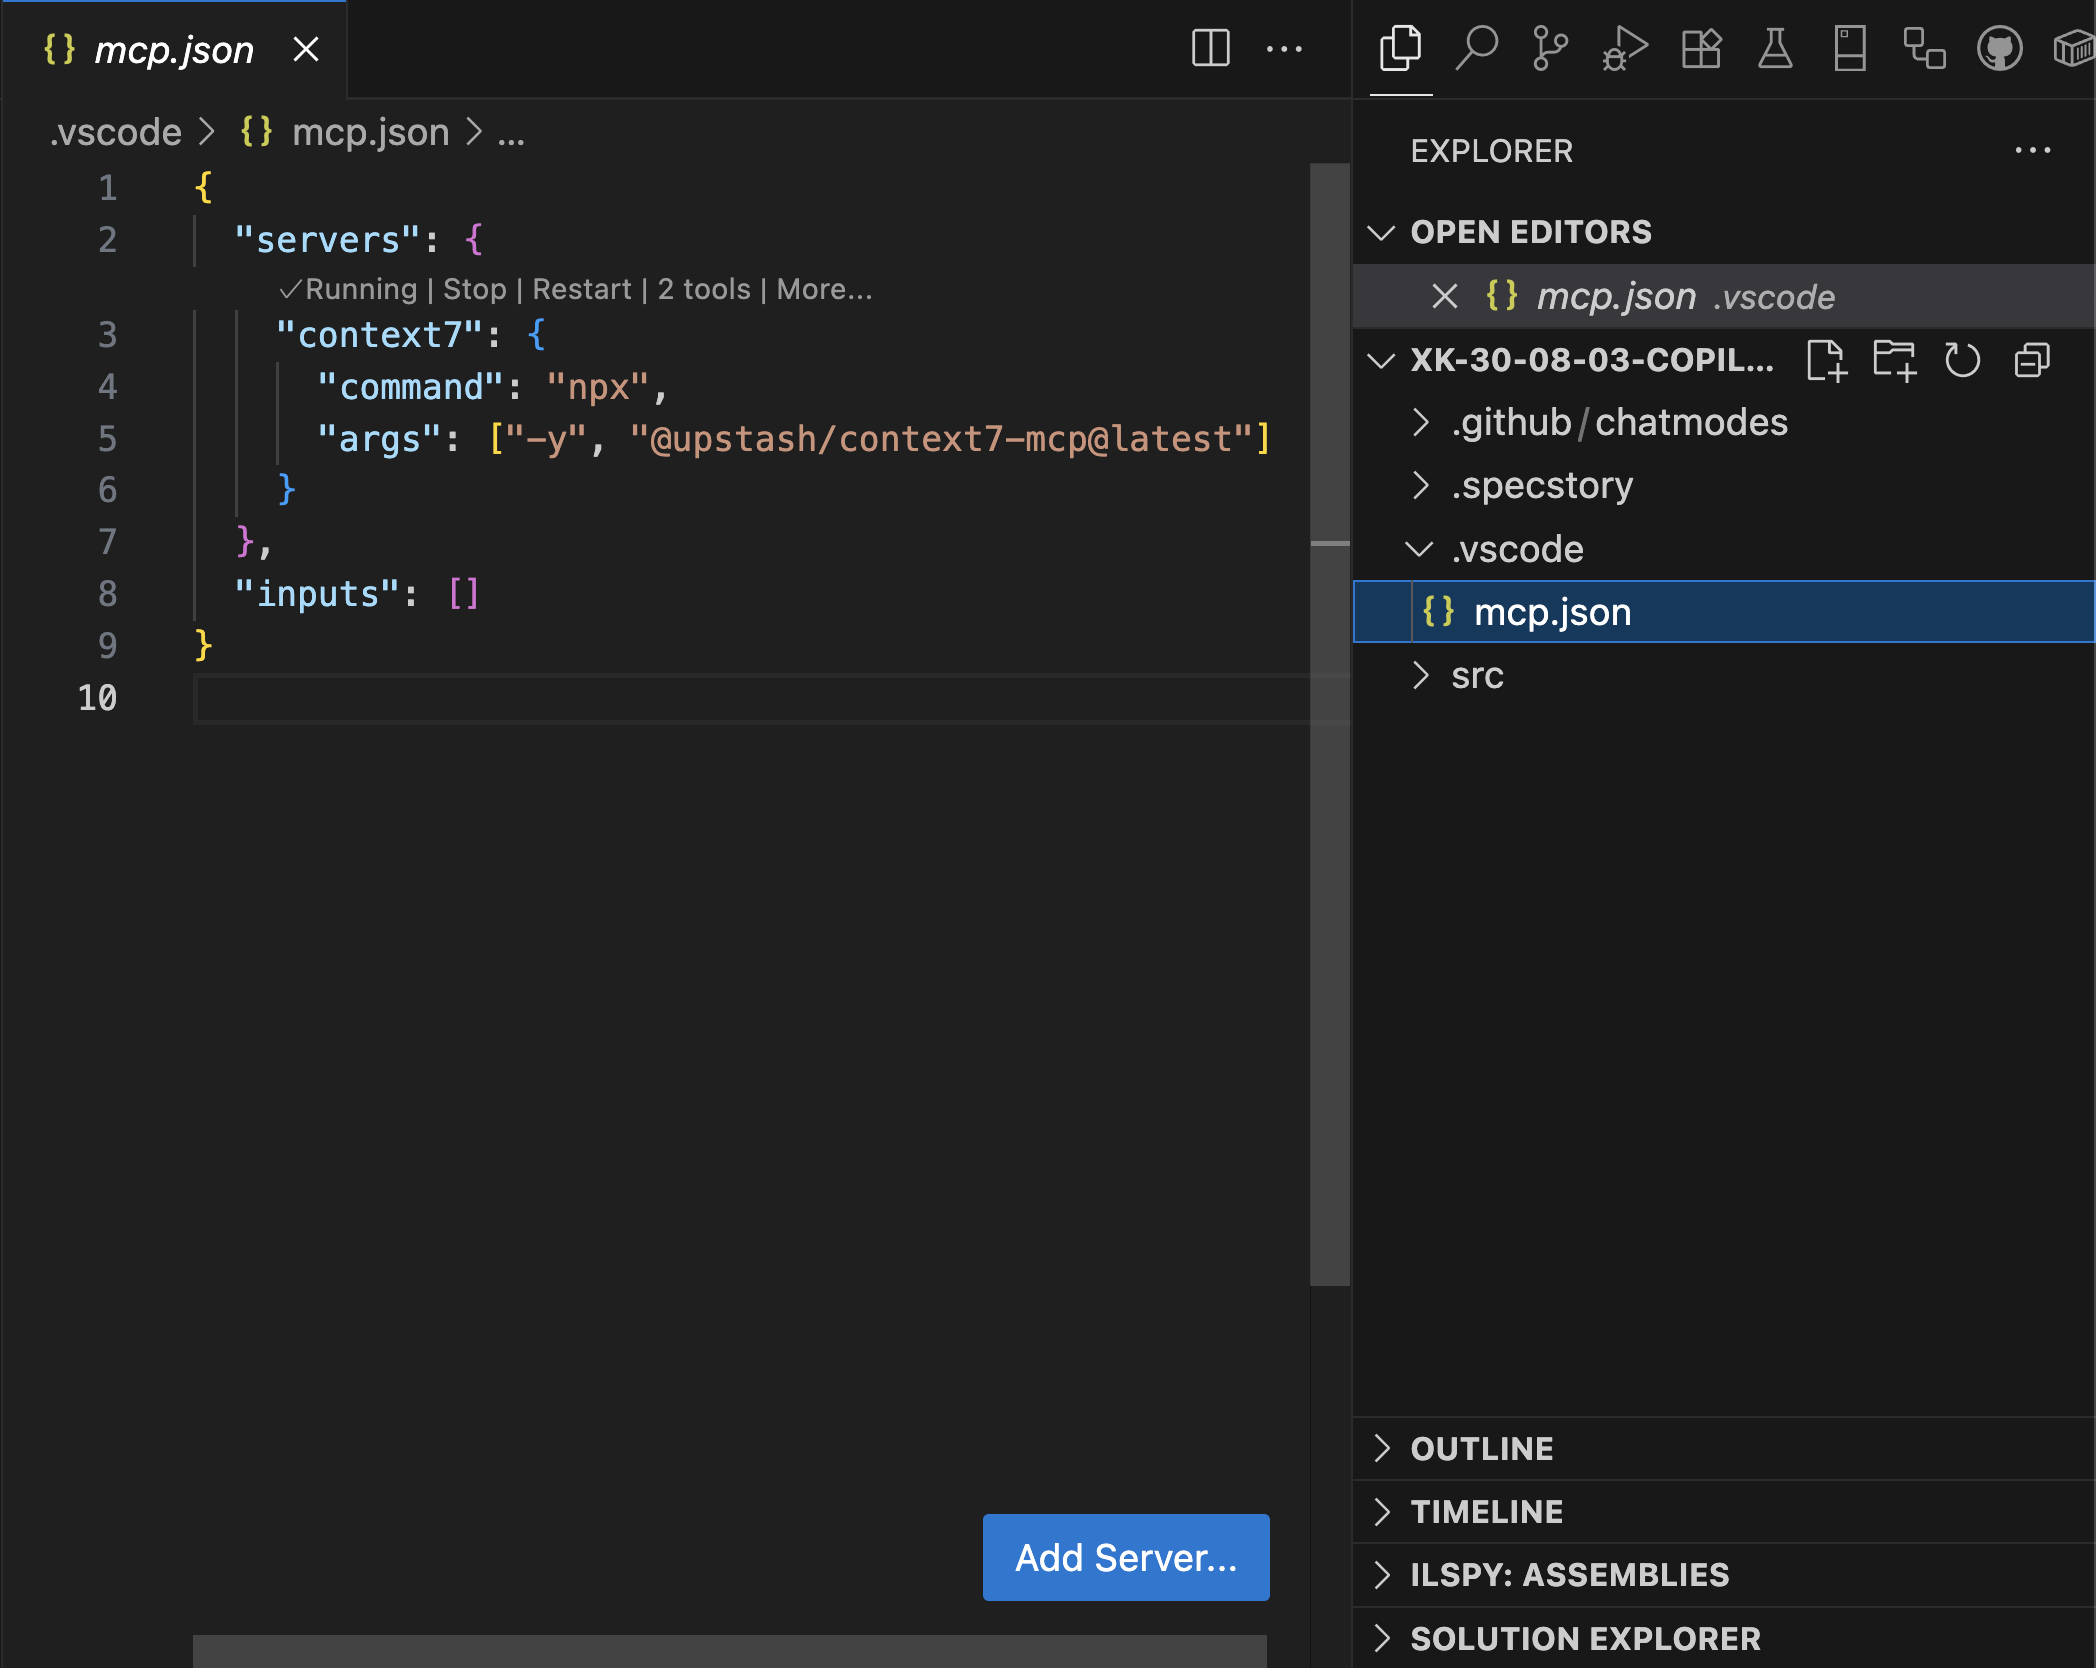 {} mcp.json
.vscode > {} mcp.json > ...
1 {
2 "servers": {
✓Running | Stop | Restart | 2 tools | More...
3 "context7": {
4 "command": "npx",
5 "args": ["-y", "@upstash/context7-mcp@latest"]
6 }
7 },
8 "inputs": []
9 }
10
Add Server...
EXPLORER
OPEN EDITORS
{} mcp.json .vscode
XK-30-08-03-COPIL...
.github/chatmodes
.specstory
.vscode
{} mcp.json
src
OUTLINE
TIMELINE
ILSPY: ASSEMBLIES
SOLUTION EXPLORER